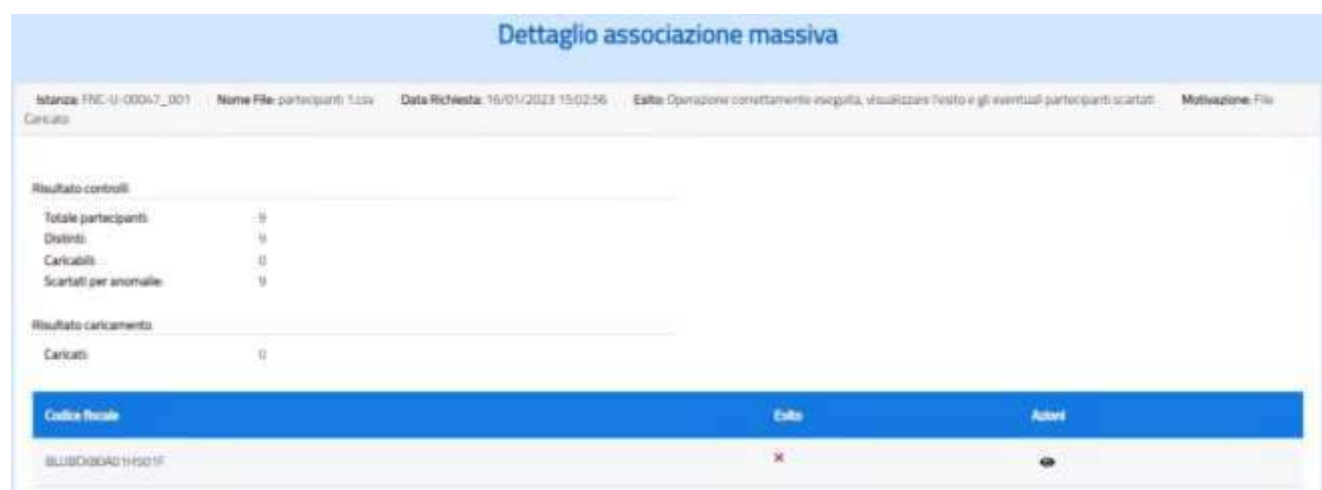 Dettaglio associazione massiva
Istanza: FNC-U-00047_001 Nome File: partecipanti 1.csv Data Richiesta: 16/01/2023 15:02:56 Esito: Operazione correttamente eseguita, visualizzare l'esito e gli eventuali partecipanti scartati Motivazione: File
Caricato
Risultato controlli
Totale partecipanti: 9
Distinti: 9
Caricabili: 0
Scartati per anomalie: 9
Risultato caricamento
Caricati: 0
Codice fiscale Esito Azioni